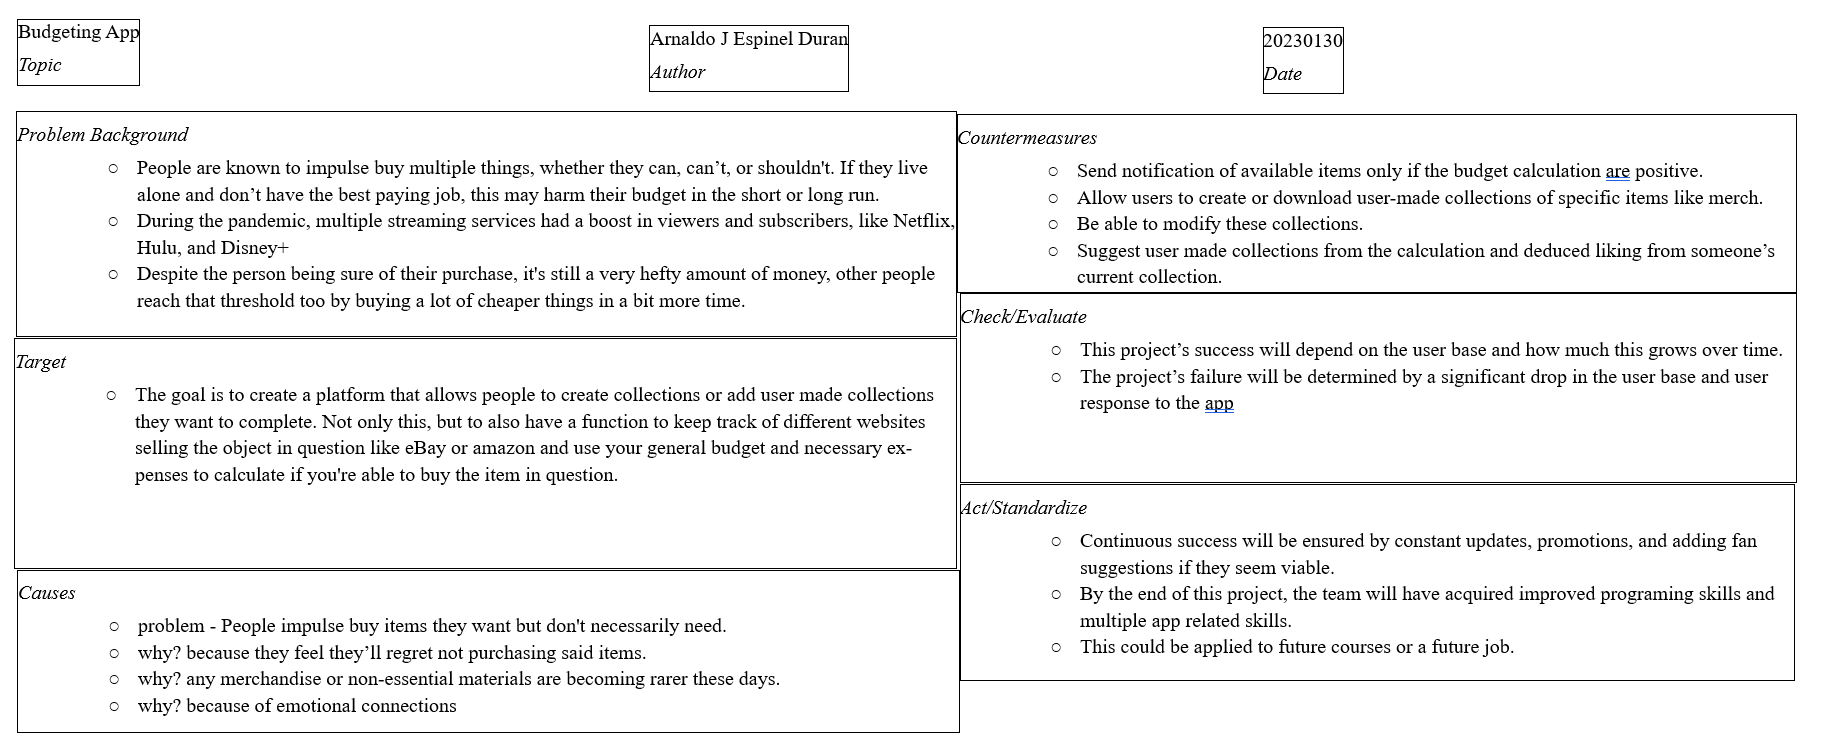 Budgeting App
Topic
Arnaldo J Espinel Duran
Author
20230130
Date
Problem Background
○ People are known to impulse buy multiple things, whether they can, can’t, or shouldn't. If they live
alone and don’t have the best paying job, this may harm their budget in the short or long run.
○ During the pandemic, multiple streaming services had a boost in viewers and subscribers, like Netflix,
Hulu, and Disney+
○ Despite the person being sure of their purchase, it's still a very hefty amount of money, other people
reach that threshold too by buying a lot of cheaper things in a bit more time.
Target
○ The goal is to create a platform that allows people to create collections or add user made collections
they want to complete. Not only this, but to also have a function to keep track of different websites
selling the object in question like eBay or amazon and use your general budget and necessary ex-
penses to calculate if you're able to buy the item in question.
Causes
○ problem - People impulse buy items they want but don't necessarily need.
○ why? because they feel they’ll regret not purchasing said items.
○ why? any merchandise or non-essential materials are becoming rarer these days.
○ why? because of emotional connections
Countermeasures
○ Send notification of available items only if the budget calculation are positive.
○ Allow users to create or download user-made collections of specific items like merch.
○ Be able to modify these collections.
○ Suggest user made collections from the calculation and deduced liking from someone’s
current collection.
Check/Evaluate
○ This project’s success will depend on the user base and how much this grows over time.
○ The project’s failure will be determined by a significant drop in the user base and user
response to the app
Act/Standardize
○ Continuous success will be ensured by constant updates, promotions, and adding fan
suggestions if they seem viable.
○ By the end of this project, the team will have acquired improved programing skills and
multiple app related skills.
○ This could be applied to future courses or a future job.